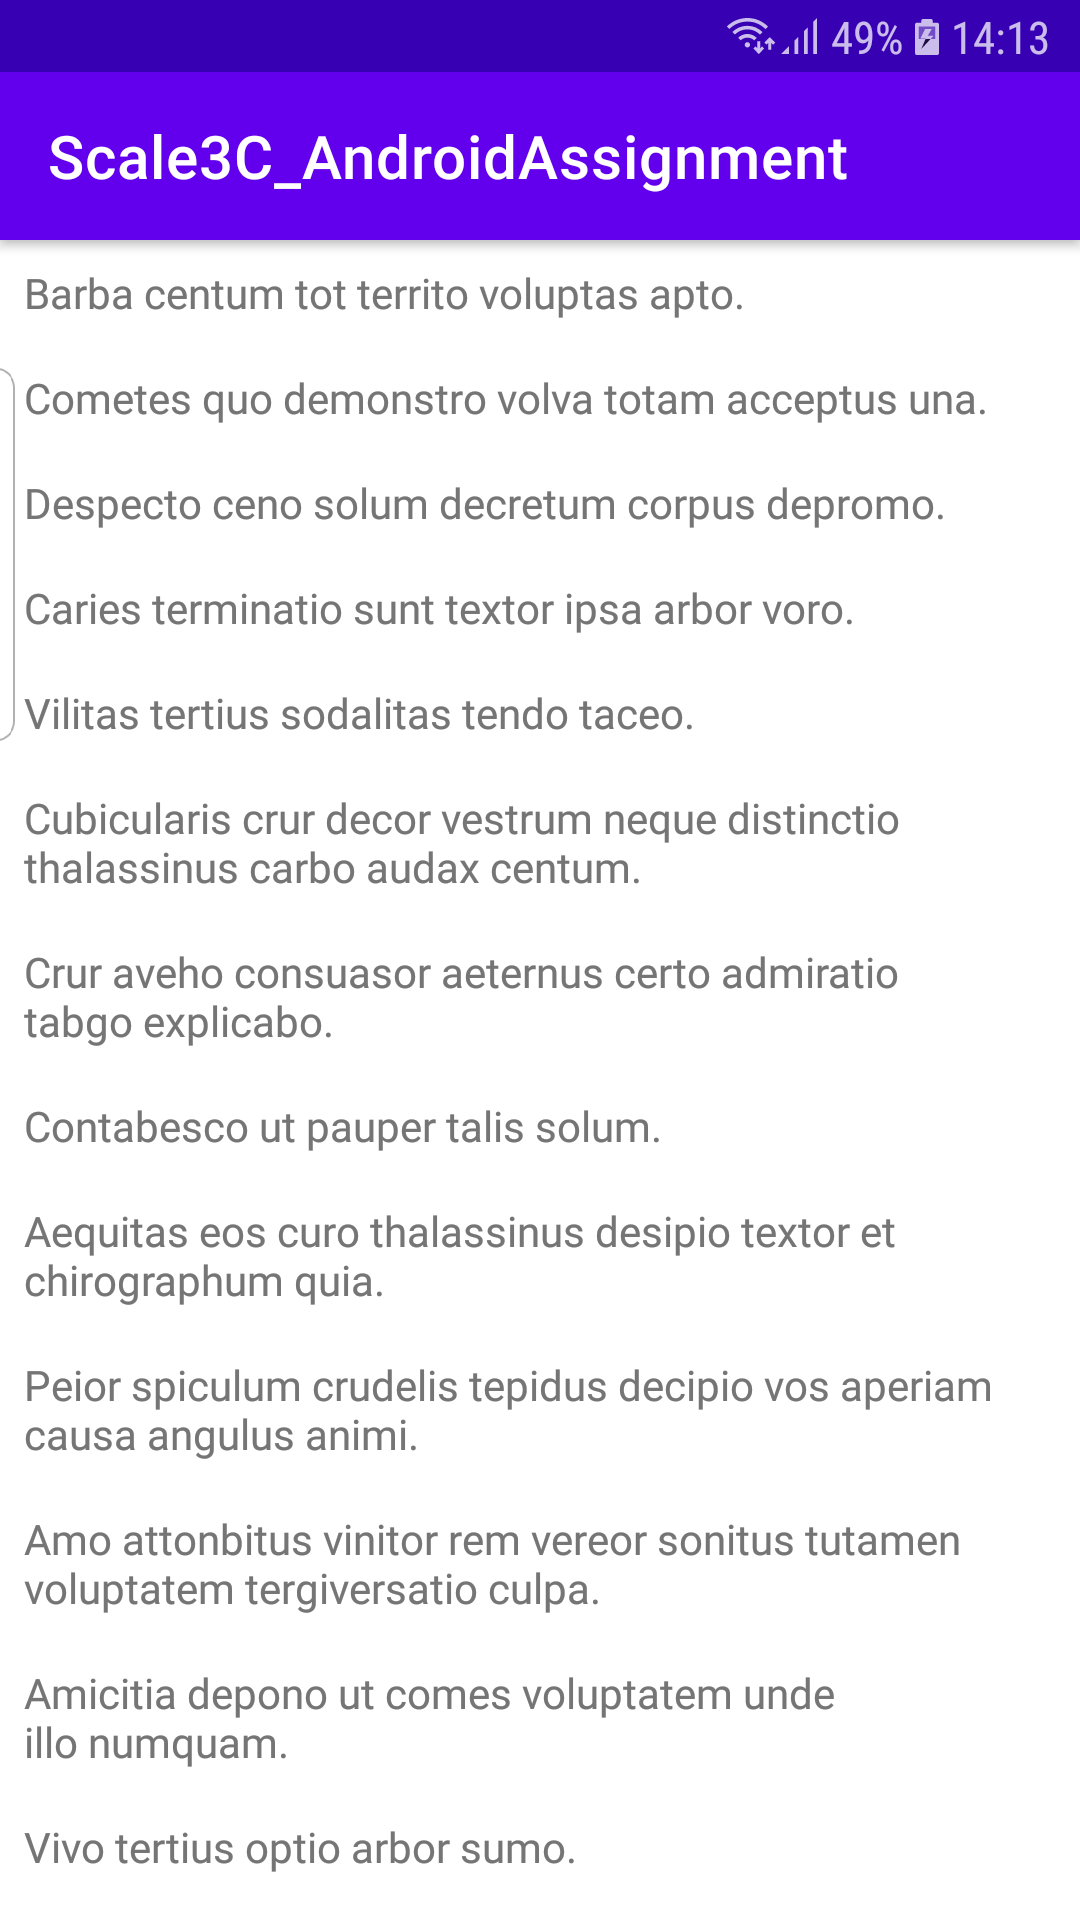 49% 14:13
Scale3C_AndroidAssignment
Barba centum tot territo voluptas apto.
Cometes quo demonstro volva totam acceptus una.
Despecto ceno solum decretum corpus depromo.
Caries terminatio sunt textor ipsa arbor voro.
Vilitas tertius sodalitas tendo taceo.
Cubicularis crur decor vestrum neque distinctio
thalassinus carbo audax centum.
Crur aveho consuasor aeternus certo admiratio
tabgo explicabo.
Contabesco ut pauper talis solum.
Aequitas eos curo thalassinus desipio textor et
chirographum quia.
Peior spiculum crudelis tepidus decipio vos aperiam
causa angulus animi.
Amo attonbitus vinitor rem vereor sonitus tutamen
voluptatem tergiversatio culpa.
Amicitia depono ut comes voluptatem unde
illo numquam.
Vivo tertius optio arbor sumo.